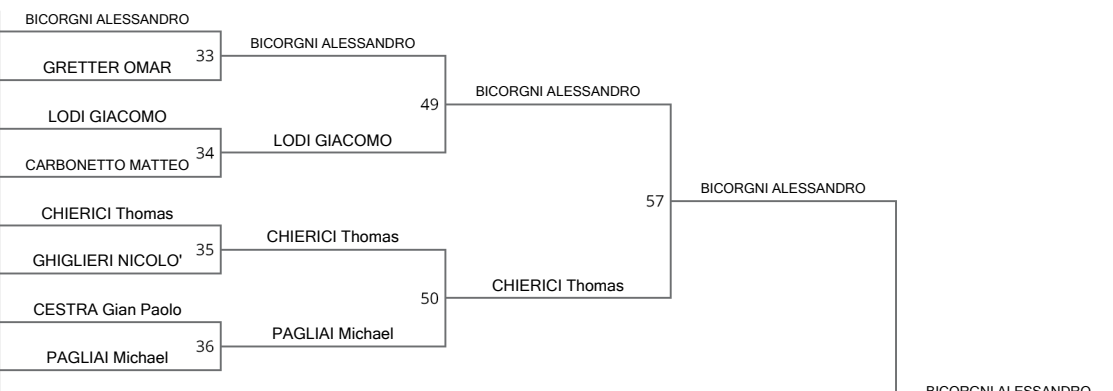 BICORGNI ALESSANDRO
33
GRETTER OMAR
BICORGNI ALESSANDRO
49
LODI GIACOMO
34
CARBONETTO MATTEO
LODI GIACOMO
BICORGNI ALESSANDRO
57
CHIERICI Thomas
35
GHIGLIERI NICOLO'
CHIERICI Thomas
50
CESTRA Gian Paolo
36
PAGLIAI Michael
PAGLIAI Michael
CHIERICI Thomas
BICORGNI ALESSANDRO
BICORGNI ALESSANDRO